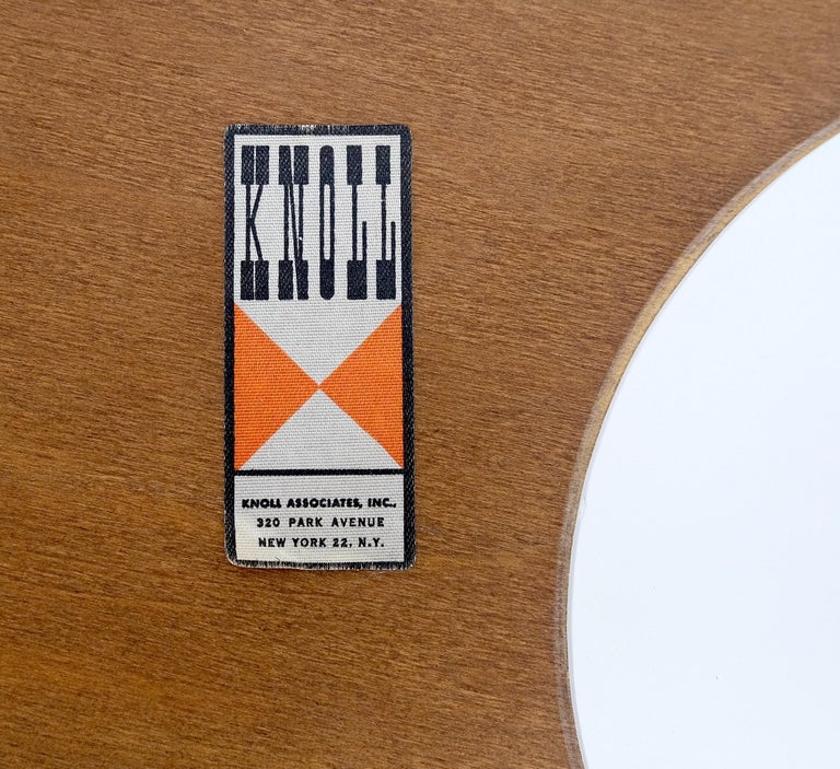 KNOLL
KNOLL ASSOCIATES, INC.,
320 PARK AVENUE
NEW YORK 22, N.Y.